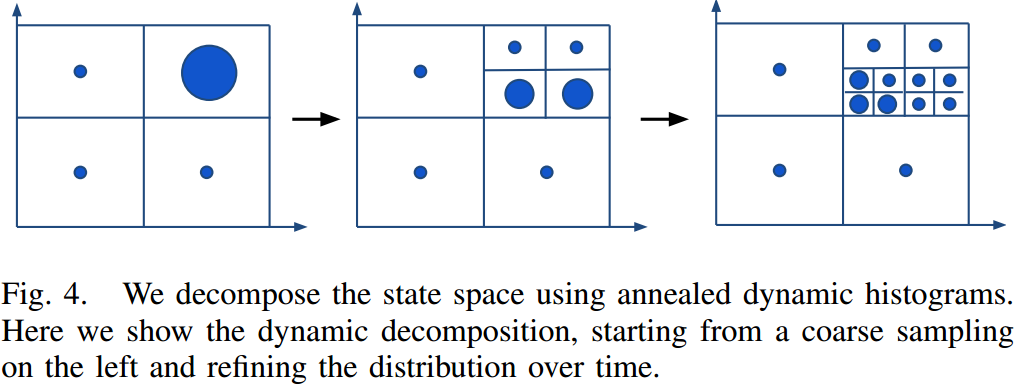 Fig. 4. We decompose the state space using annealed dynamic histograms.
Here we show the dynamic decomposition, starting from a coarse sampling
on the left and refining the distribution over time.